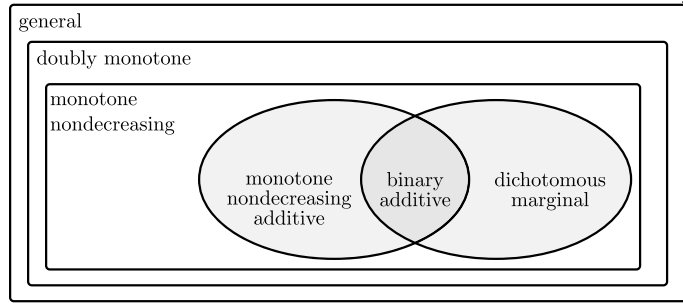 general
doubly monotone
monotone
nondecreasing
monotone
nondecreasing
additive
binary
additive
dichotomous
marginal